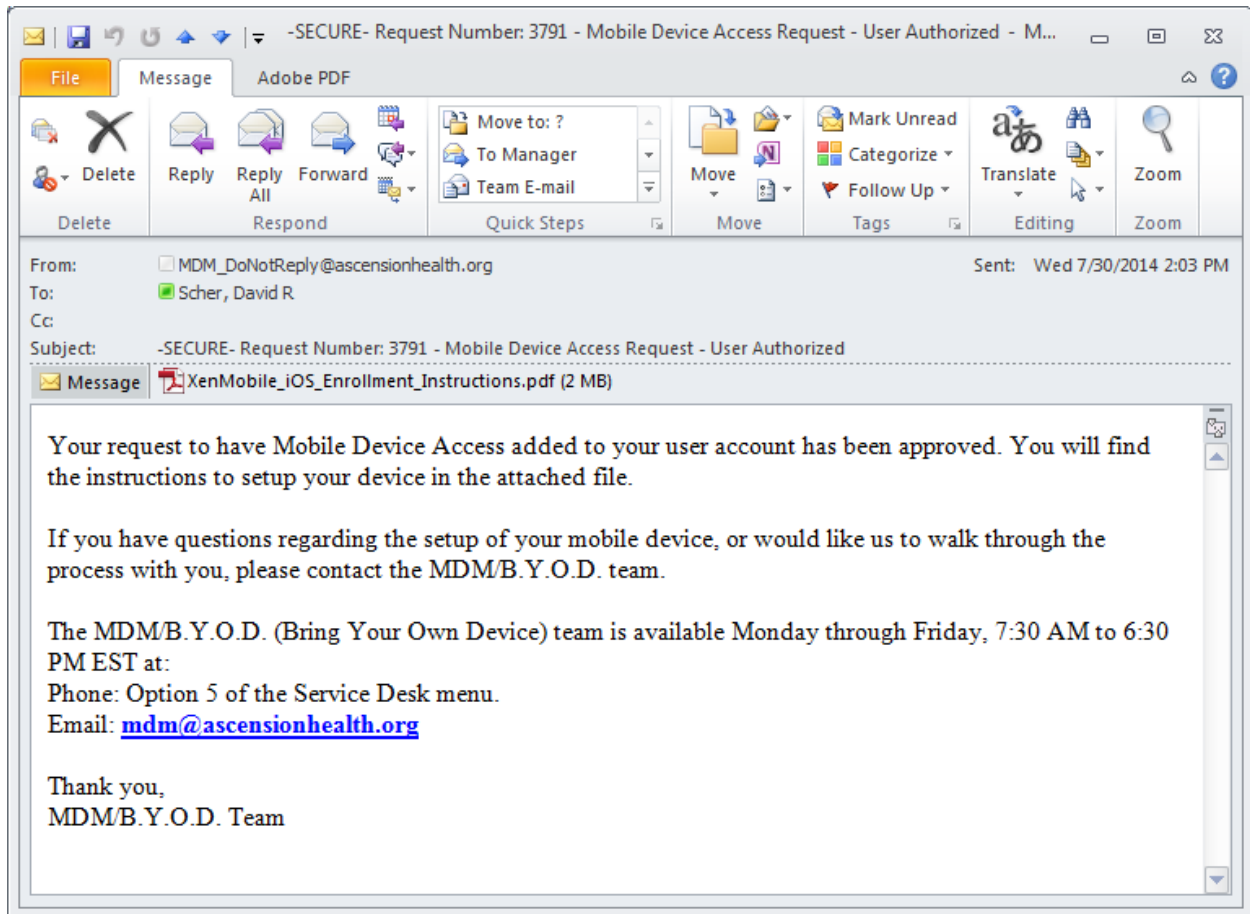 -SECURE- Request Number: 3791 - Mobile Device Access Request - User Authorized - M...
File Message Adobe PDF
Delete
Reply
Reply All
Forward
Move to: ?
To Manager
Team E-mail
Move
Mark Unread
Categorize
Follow Up
Translate
Zoom
Delete Respond Quick Steps Move Tags Editing Zoom
From: MDM_DoNotReply@ascensionhealth.org Sent: Wed 7/30/2014 2:03 PM
To: Scher, David R
Cc:
Subject: -SECURE- Request Number: 3791 - Mobile Device Access Request - User Authorized
Message XenMobile_iOS_Enrollment_Instructions.pdf (2 MB)
Your request to have Mobile Device Access added to your user account has been approved. You will find
the instructions to setup your device in the attached file.
If you have questions regarding the setup of your mobile device, or would like us to walk through the
process with you, please contact the MDM/B.Y.O.D. team.
The MDM/B.Y.O.D. (Bring Your Own Device) team is available Monday through Friday, 7:30 AM to 6:30
PM EST at:
Phone: Option 5 of the Service Desk menu.
Email: mdm@ascensionhealth.org
Thank you,
MDM/B.Y.O.D. Team